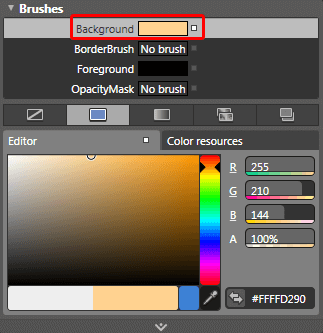 Brushes
Background
BorderBrush No brush
Foreground
OpacityMask No brush
Editor Color resources
R 255
G 210
B 144
A 100%
#FFFFD290